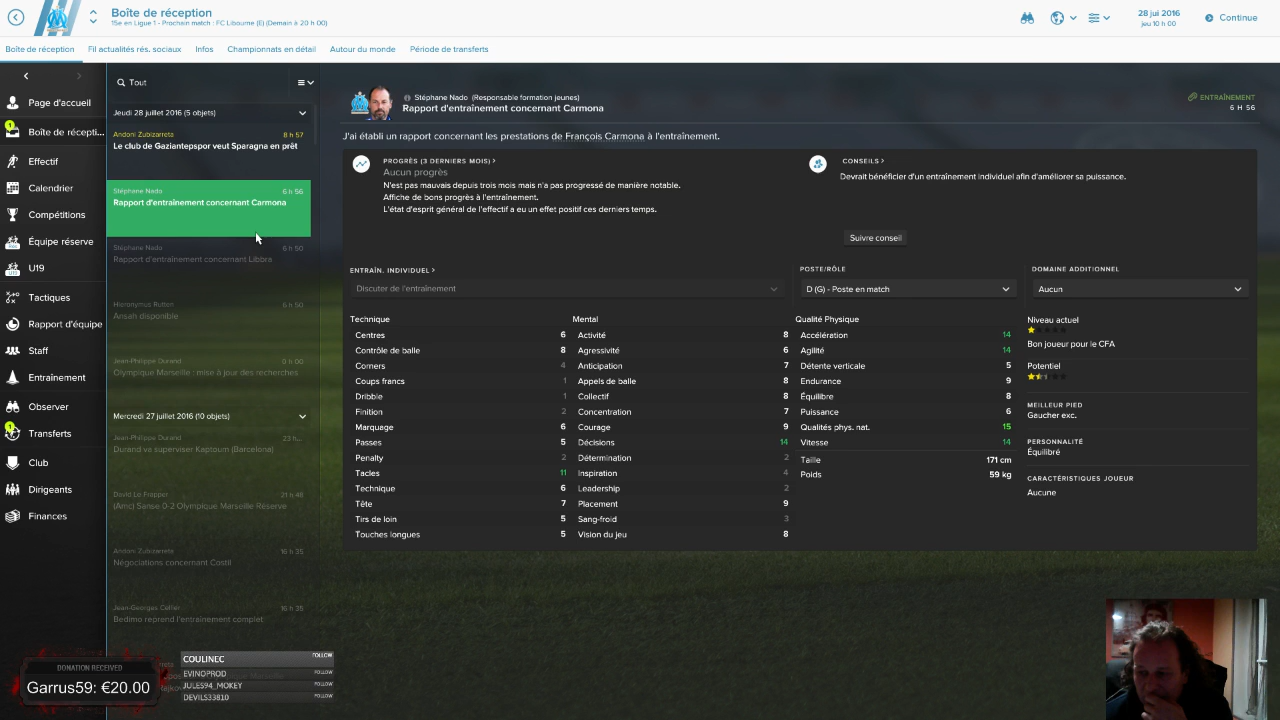 Boîte de réception
15e en Ligue 1 - Prochain match : FC Libourne (E) (Demain à 20 h 00)
28 jui 2016
jeu 10 h 00
Continue
Boîte de réception
Fil actualités rés. sociaux
Infos
Championnats en détail
Autour du monde
Période de transferts
Page d'accueil
1
Boîte de récepti...
Effectif
Calendrier
Compétitions
Équipe réserve
U19
Tactiques
Rapport d'équipe
Staff
Entraînement
Observer
1
Transferts
Club
Dirigeants
Finances
Tout
Jeudi 28 juillet 2016 (5 objets)
Andoni Zubizarreta 8 h 57
Le club de Gaziantepspor veut Sparagna en prêt
Stéphane Nado 6 h 56
Rapport d'entraînement concernant Carmona
Stéphane Nado 6 h 50
Rapport d'entraînement concernant Libbra
Hieronymus Rutten 6 h 50
Ansah disponible
Jean-Philippe Durand 0 h 00
Olympique Marseille : mise à jour des recherches
Mercredi 27 juillet 2016 (10 objets)
Jean-Philippe Durand 23 h...
Durand va superviser Kaptoum (Barcelona)
David Le Frapper 21 h 48
(Amc) Sanse 0-2 Olympique Marseille Réserve
Andoni Zubizarreta 16 h 35
Négociations concernant Costil
Jean-Georges Cellier 16 h 35
Bedimo reprend l'entraînement complet
Stéphane Nado (Responsable formation jeunes)
Rapport d'entraînement concernant Carmona
ENTRAÎNEMENT
6 H 56
J'ai établi un rapport concernant les prestations de François Carmona à l'entraînement.
PROGRÈS (3 DERNIERS MOIS) >
Aucun progrès
N'est pas mauvais depuis trois mois mais n'a pas progressé de manière notable.
Affiche de bons progrès à l'entraînement.
L'état d'esprit général de l'effectif a eu un effet positif ces derniers temps.
CONSEILS >
Devrait bénéficier d'un entraînement individuel afin d'améliorer sa puissance.
Suivre conseil
ENTRAÎN. INDIVIDUEL >
Discuter de l'entraînement
POSTE/RÔLE
D (G) - Poste en match
DOMAINE ADDITIONNEL
Aucun
Technique
Centres 6
Contrôle de balle 8
Corners 4
Coups francs 1
Dribble 1
Finition 2
Marquage 6
Passes 5
Penalty 2
Tacles 11
Technique 6
Tête 7
Tirs de loin 5
Touches longues 5
Mental
Activité 8
Agressivité 6
Anticipation 7
Appels de balle 8
Collectif 8
Concentration 7
Courage 9
Décisions 14
Détermination 2
Inspiration 4
Leadership 2
Placement 9
Sang-froid 3
Vision du jeu 8
Qualité Physique
Accélération 14
Agilité 14
Détente verticale 5
Endurance 9
Équilibre 8
Puissance 6
Qualités phys. nat. 15
Vitesse 14
Taille 171 cm
Poids 59 kg
Niveau actuel
Bon joueur pour le CFA
Potentiel
MEILLEUR PIED
Gaucher exc.
PERSONNALITÉ
Équilibré
CARACTÉRISTIQUES JOUEUR
Aucune
DONATION RECEIVED
Garrus59: €20.00
COULINEC FOLLOW
EVINOPROD FOLLOW
JULES94_MOKEY FOLLOW
DEVILS33810 FOLLOW